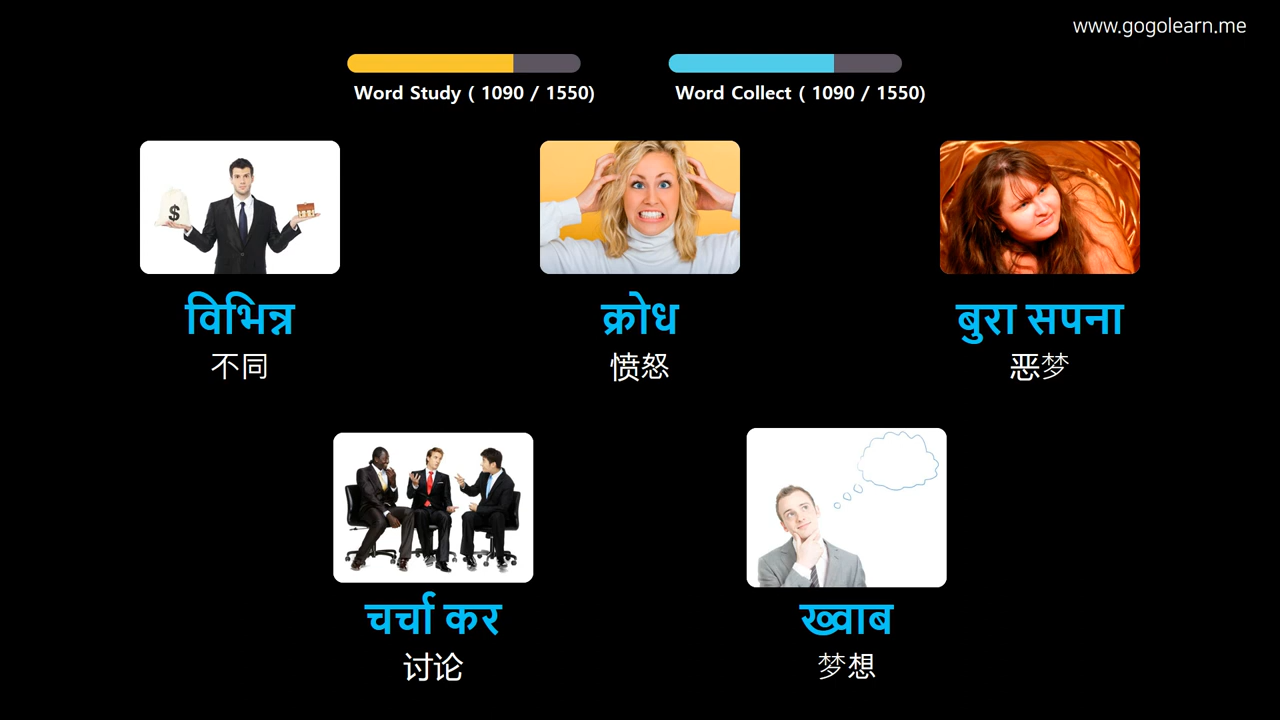 www.gogolearn.me
Word Study ( 1090 / 1550)
Word Collect ( 1090 / 1550)
$
विभिन्न
不同
क्रोध
愤怒
बुरा सपना
恶梦
चर्चा कर
讨论
ख्वाब
梦想